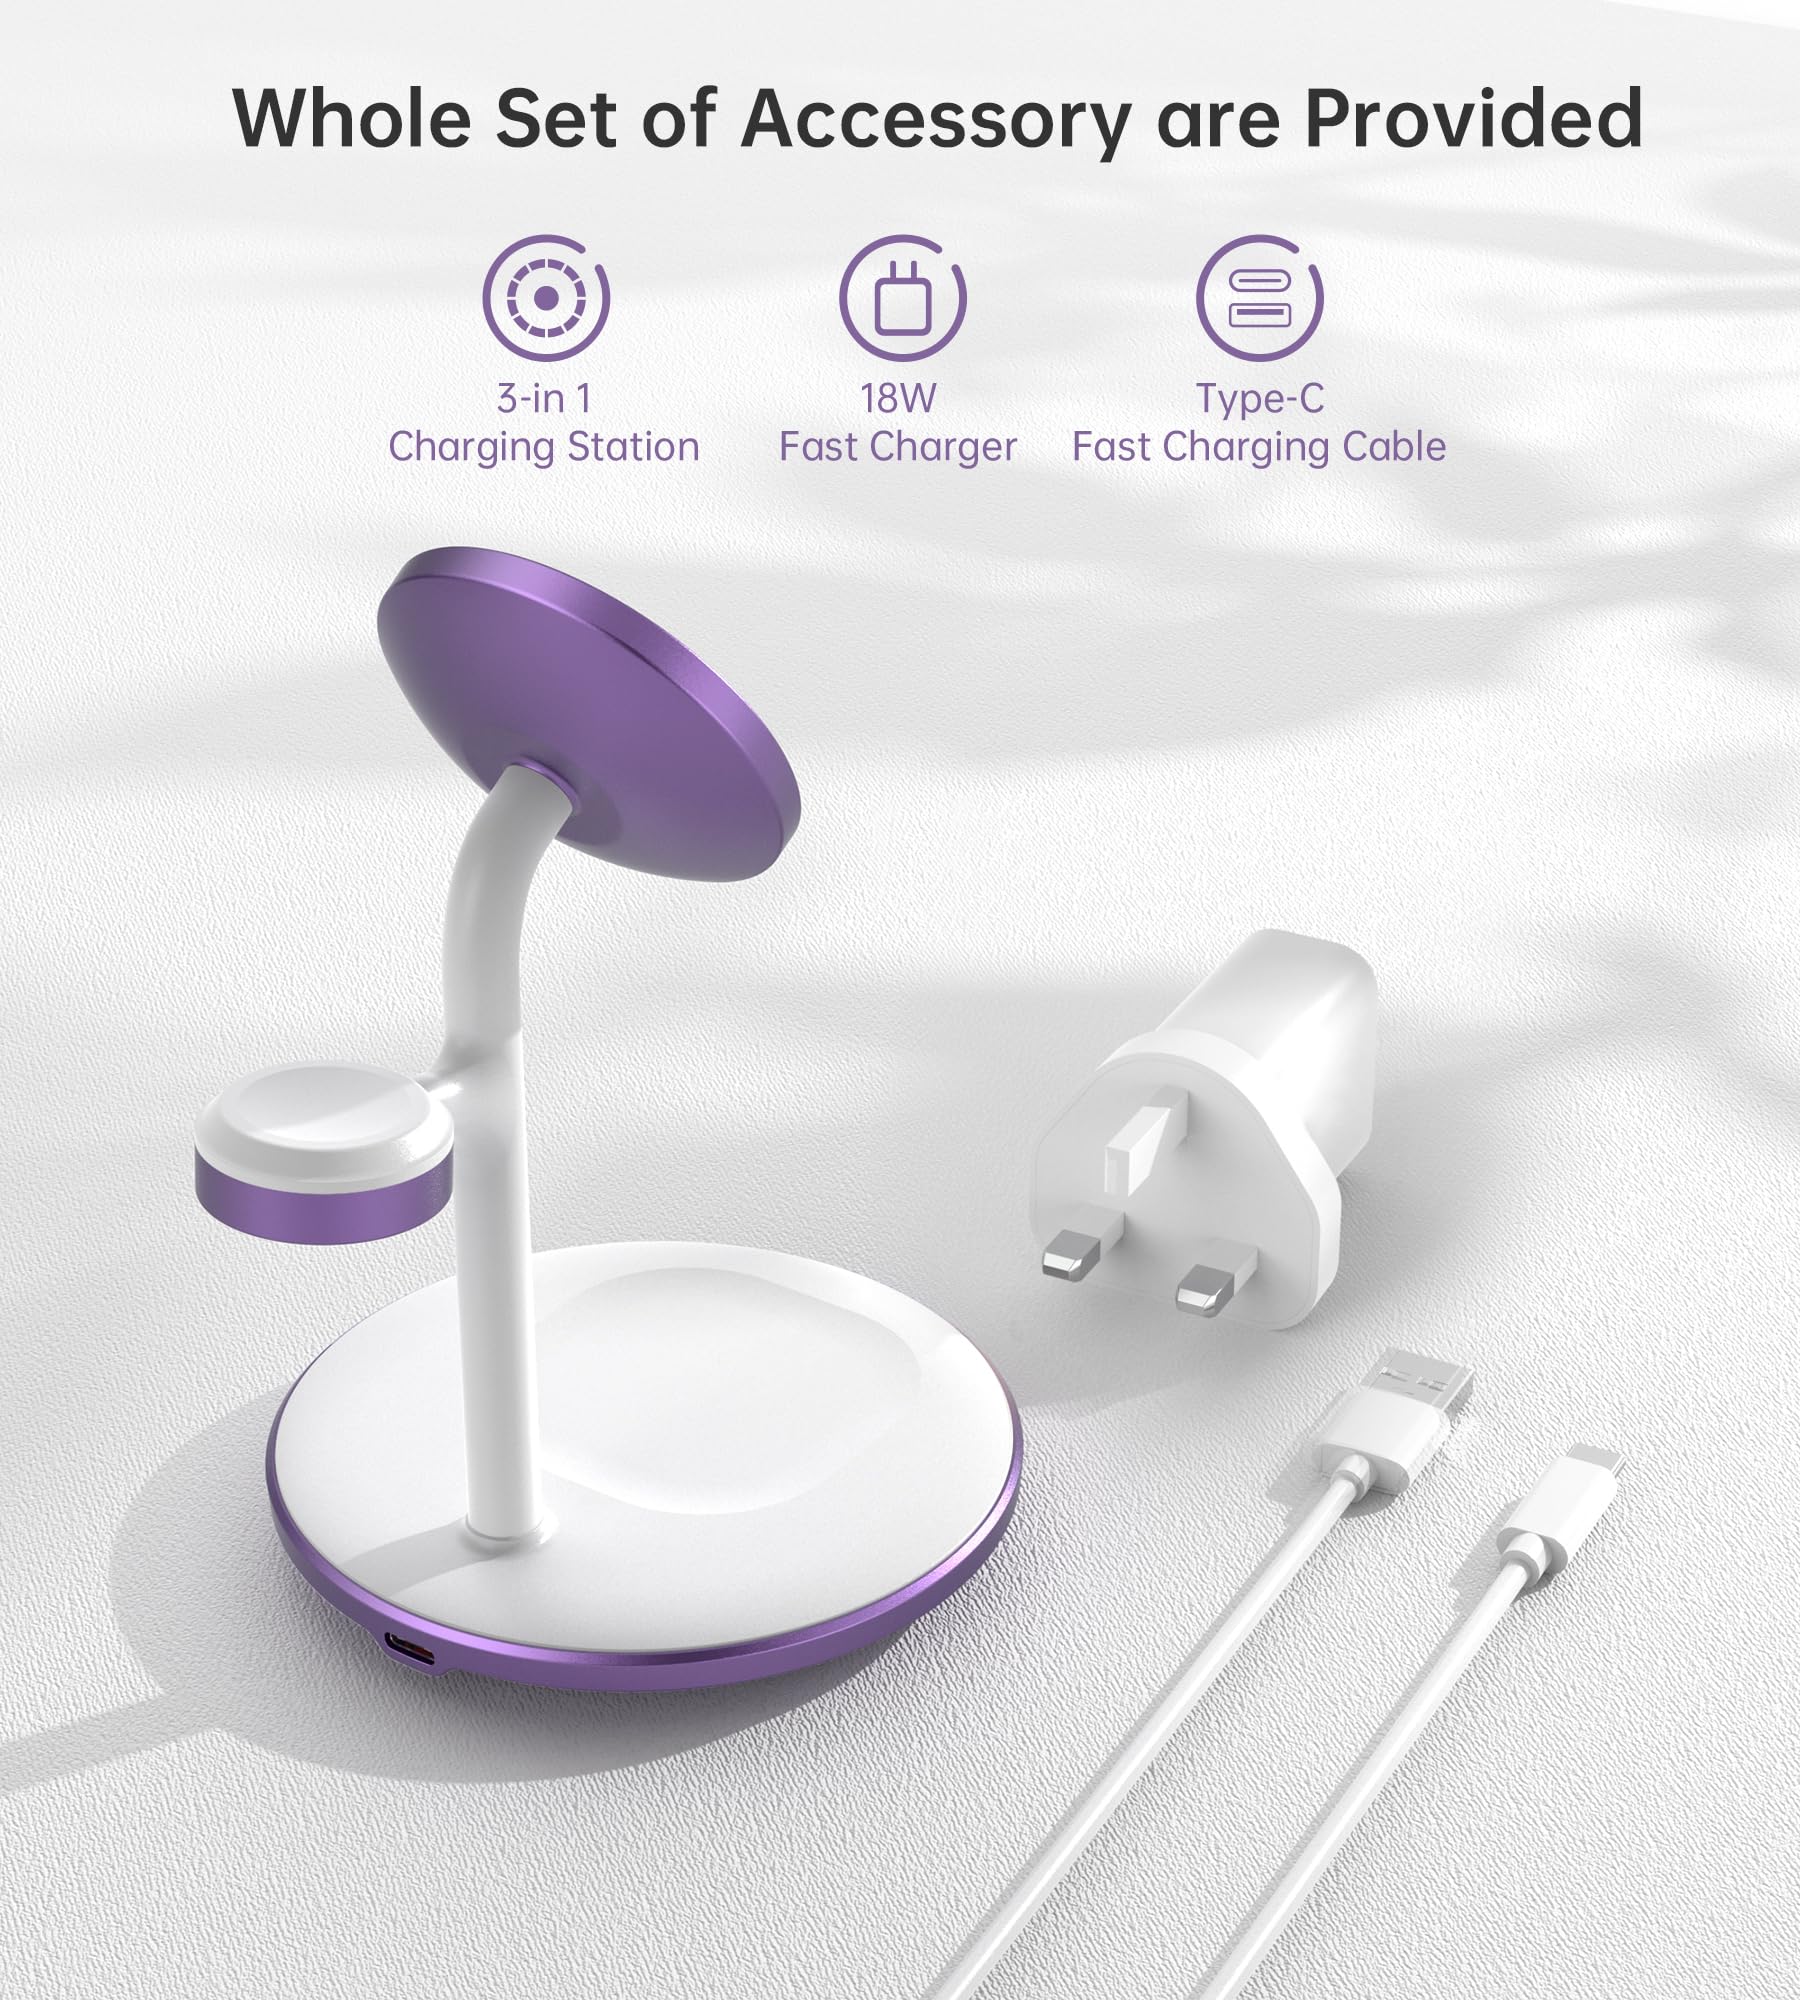 Whole Set of Accessory are Provided
3-in 1
Charging Station
18W
Fast Charger
Type-C
Fast Charging Cable